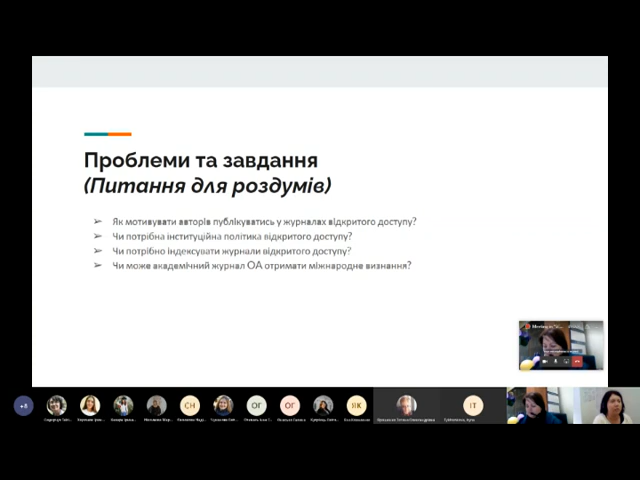 Проблеми та завдання
(Питання для роздумів)
➢ Як мотивувати авторів публікуватись у журналах відкритого доступу?
➢ Чи потрібна інституційна політика відкритого доступу?
➢ Чи потрібно індексувати журнали відкритого доступу?
➢ Чи може академічний журнал ОА отримати міжнародне визнання?
+8
СН
ОГ
ОГ
ЯК
ІТ